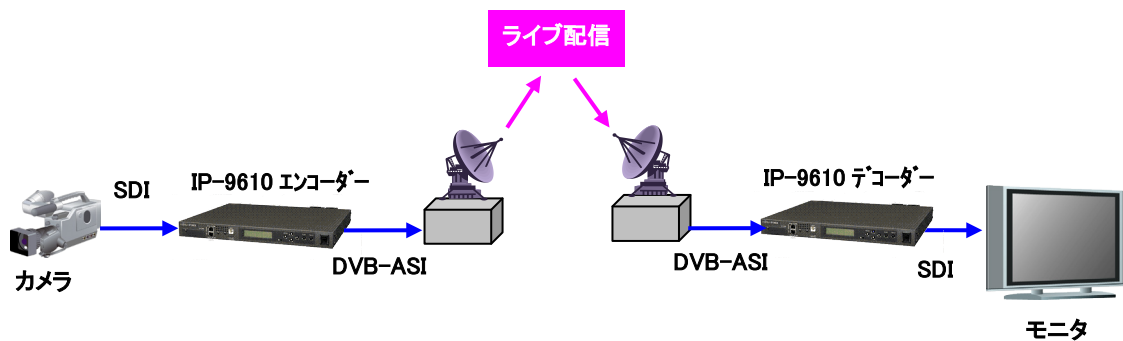 ライブ配信
SDI
IP-9610 エンコーダー
IP-9610 デコーダー
DVB-ASI
DVB-ASI
SDI
カメラ
モニタ